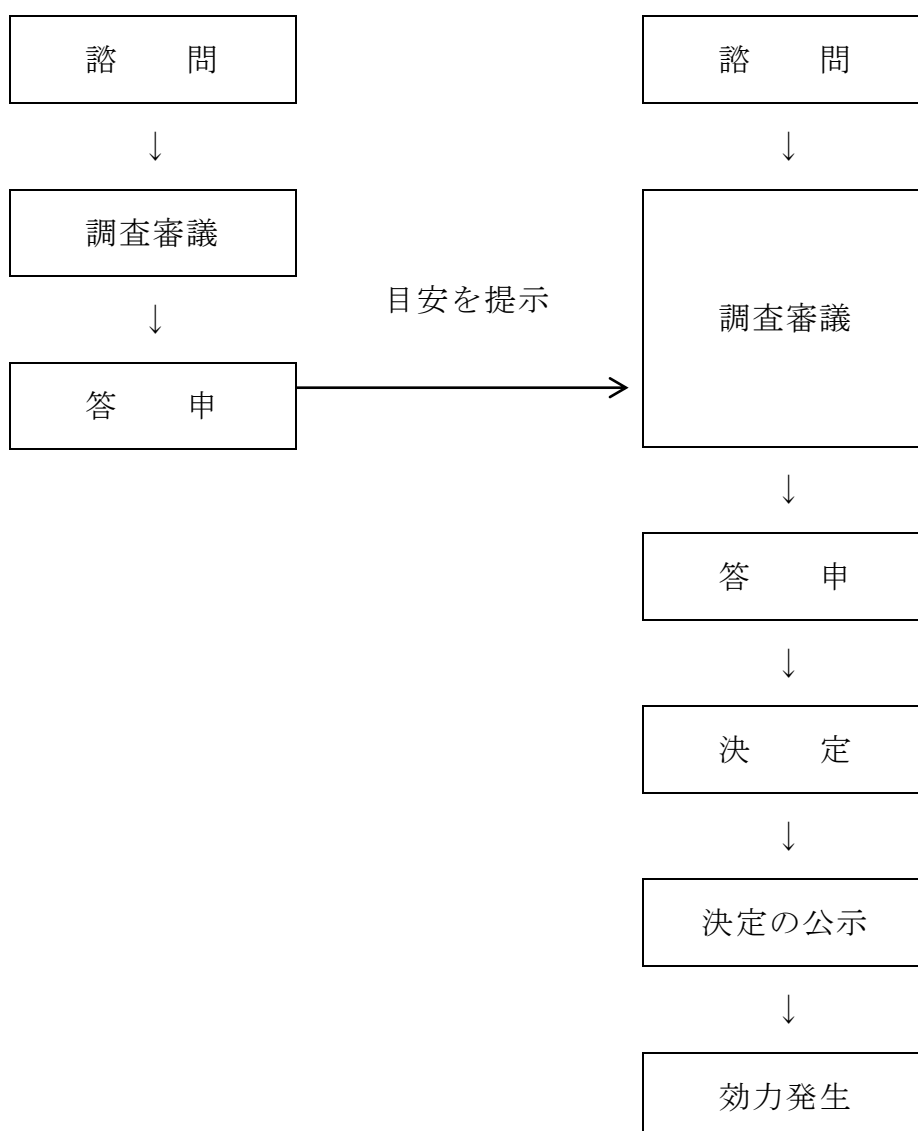 諮　　問
↓
調査審議
↓
答　　申
目安を提示
諮　　問
↓
調査審議
↓
答　　申
↓
決　　定
↓
決定の公示
↓
効力発生